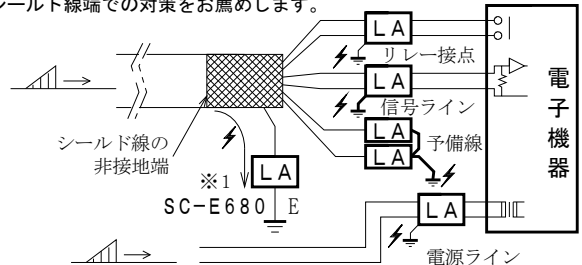 シールド線端での対策をお薦めします。
LA
リレー接点
LA
信号ライン
LA
予備線
LA
電子機器
シールド線の
非接地端
※1
LA
SC-E680
E
LA
電源ライン